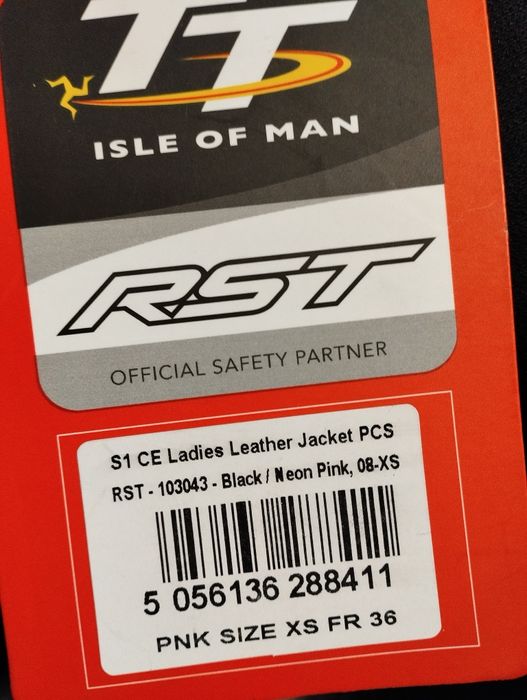 TT
ISLE OF MAN
RST
OFFICIAL SAFETY PARTNER
S1 CE Ladies Leather Jacket PCS
RST - 103043 - Black / Neon Pink, 08-XS
5 056136 288411
PNK SIZE XS FR 36